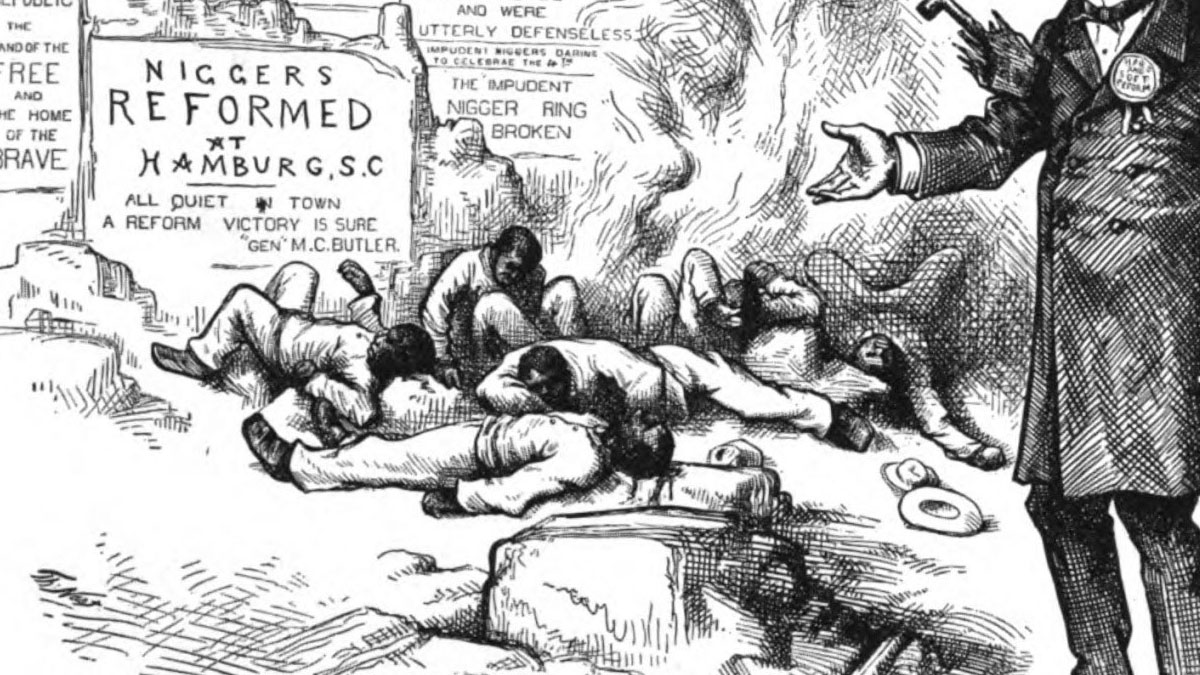 EPUBLIC
THE
AND OF THE
FREE
AND
HE HOME
OF THE
BRAVE
NIGGERS
REFORMED
AT
HAMBURG, S.C
ALL QUIET IN TOWN
A REFORM VICTORY IS SURE
"GEN" M.C. BUTLER.
AND WERE
UTTERLY DEFENSELESS.
IMPUDENT NIGGERS DARING
TO CELEBRAE THE 4TH
THE IMPUDENT
NIGGER RING
BROKEN
REFORM